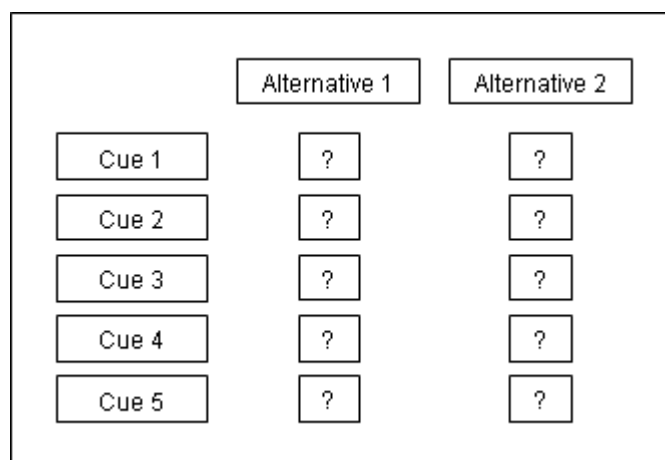 Alternative 1 Alternative 2
Cue 1 ? ?
Cue 2 ? ?
Cue 3 ? ?
Cue 4 ? ?
Cue 5 ? ?